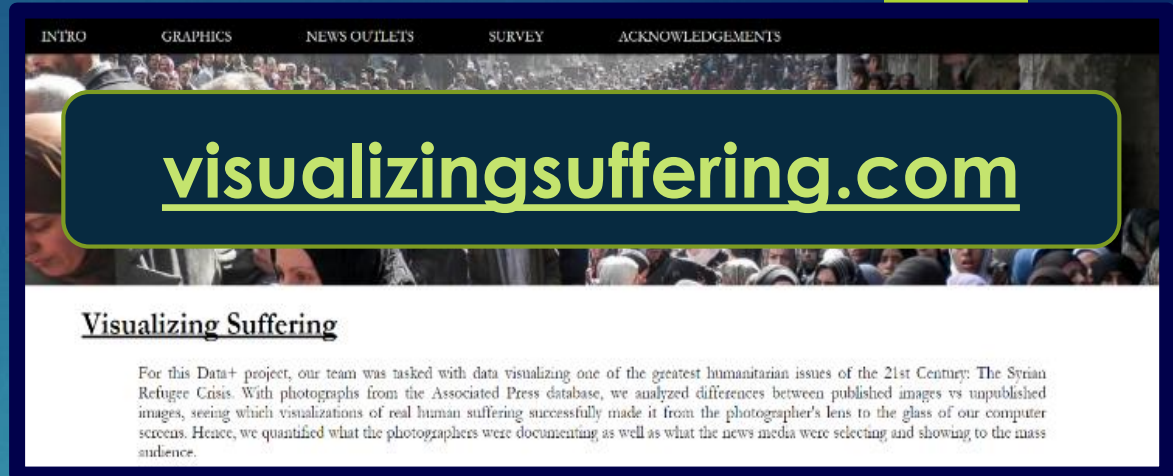 INTRO GRAPHICS NEWS OUTLETS SURVEY ACKNOWLEDGEMENTS
visualizingsuffering.com
Visualizing Suffering
For this Data+ project, our team was tasked with data visualizing one of the greatest humanitarian issues of the 21st Century: The Syrian
Refugee Crisis. With photographs from the Associated Press database, we analyzed differences between published images vs unpublished
images, seeing which visualizations of real human suffering successfully made it from the photographer's lens to the glass of our computer
screens. Hence, we quantified what the photographers were documenting as well as what the news media were selecting and showing to the mass
audience.